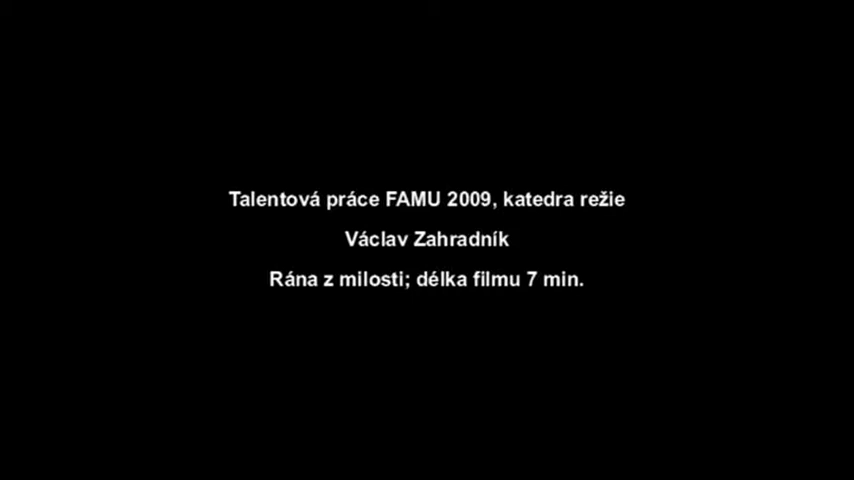 Talentová práce FAMU 2009, katedra režie
Václav Zahradník
Rána z milosti; délka filmu 7 min.